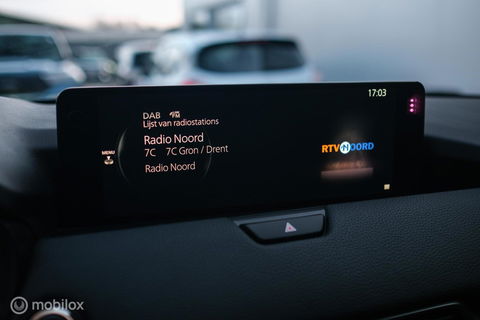 17:03
DAB
Lijst van radiostations
Radio Noord
7C 7C Gron / Drent
MENU
Radio Noord
RTV NOORD
mobilox